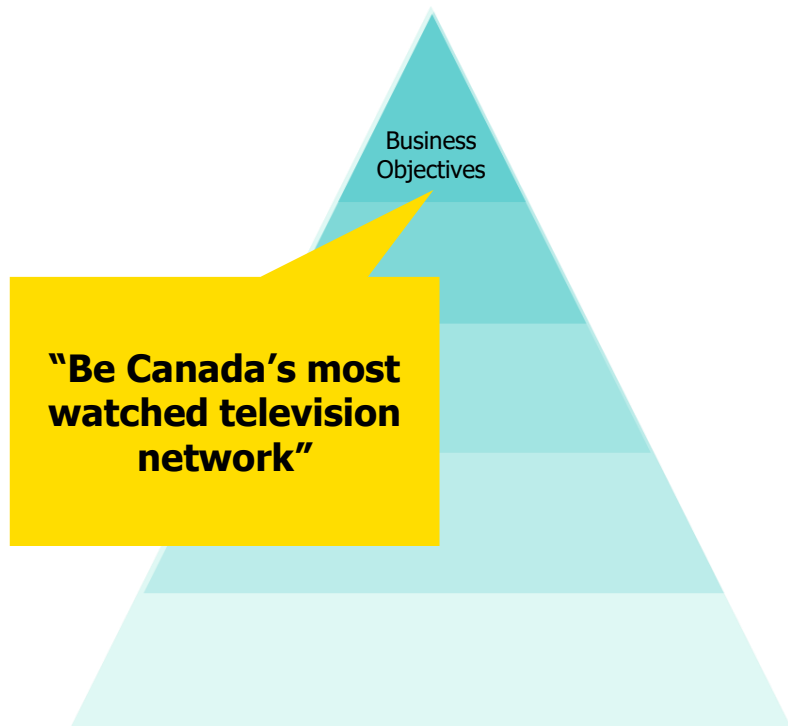 Business
Objectives
“Be Canada’s most
watched television
network”